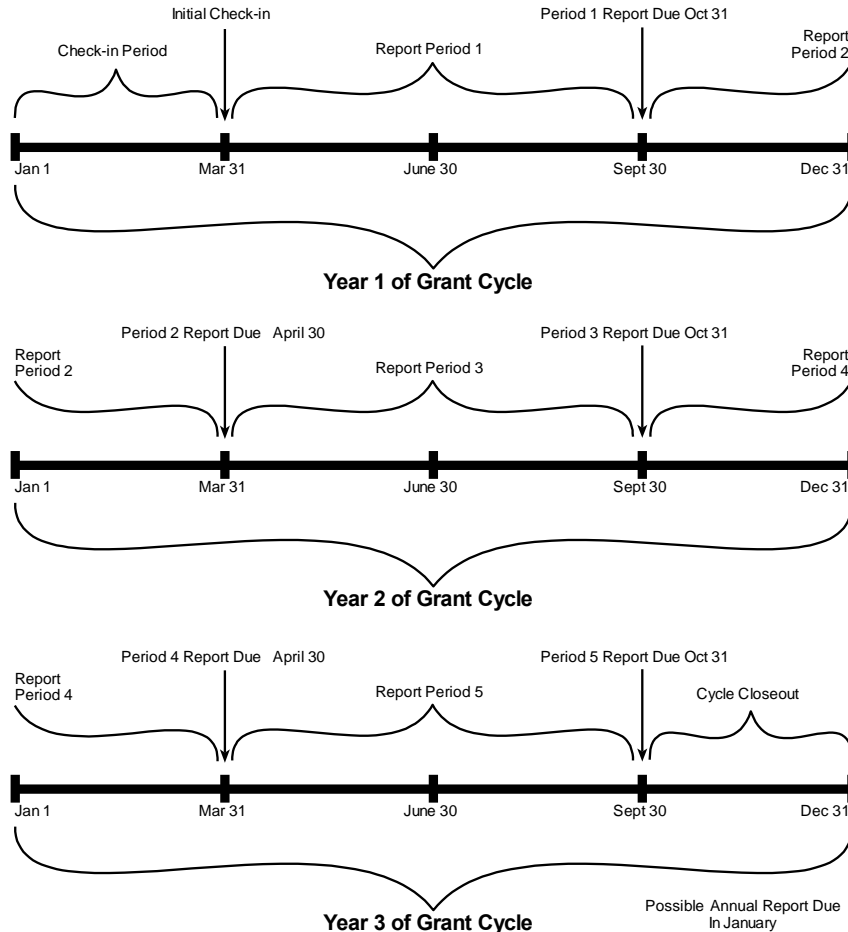 Initial Check-in
Period 1 Report Due Oct 31
Check-in Period
Report Period 1
Report
Period 2
Jan 1
Mar 31
June 30
Sept 30
Dec 31
Year 1 of Grant Cycle
Period 2 Report Due April 30
Period 3 Report Due Oct 31
Report
Period 2
Report Period 3
Report
Period 4
Jan 1
Mar 31
June 30
Sept 30
Dec 31
Year 2 of Grant Cycle
Period 4 Report Due April 30
Period 5 Report Due Oct 31
Report
Period 4
Report Period 5
Cycle Closeout
Jan 1
Mar 31
June 30
Sept 30
Dec 31
Year 3 of Grant Cycle
Possible Annual Report Due
In January